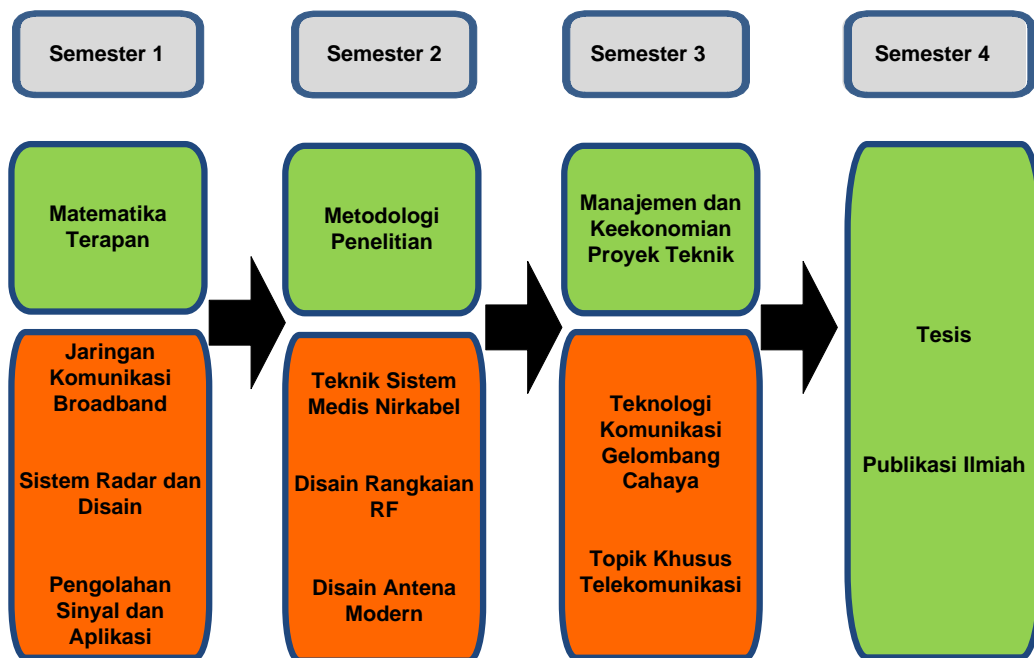 Semester 1
Semester 2
Semester 3
Semester 4
Matematika
Terapan
Metodologi
Penelitian
Manajemen dan
Keekonomian
Proyek Teknik
Jaringan
Komunikasi
Broadband
Sistem Radar dan
Disain
Pengolahan
Sinyal dan
Aplikasi
Teknik Sistem
Medis Nirkabel
Disain Rangkaian
RF
Disain Antena
Modern
Teknologi
Komunikasi
Gelombang
Cahaya
Topik Khusus
Telekomunikasi
Tesis
Publikasi Ilmiah